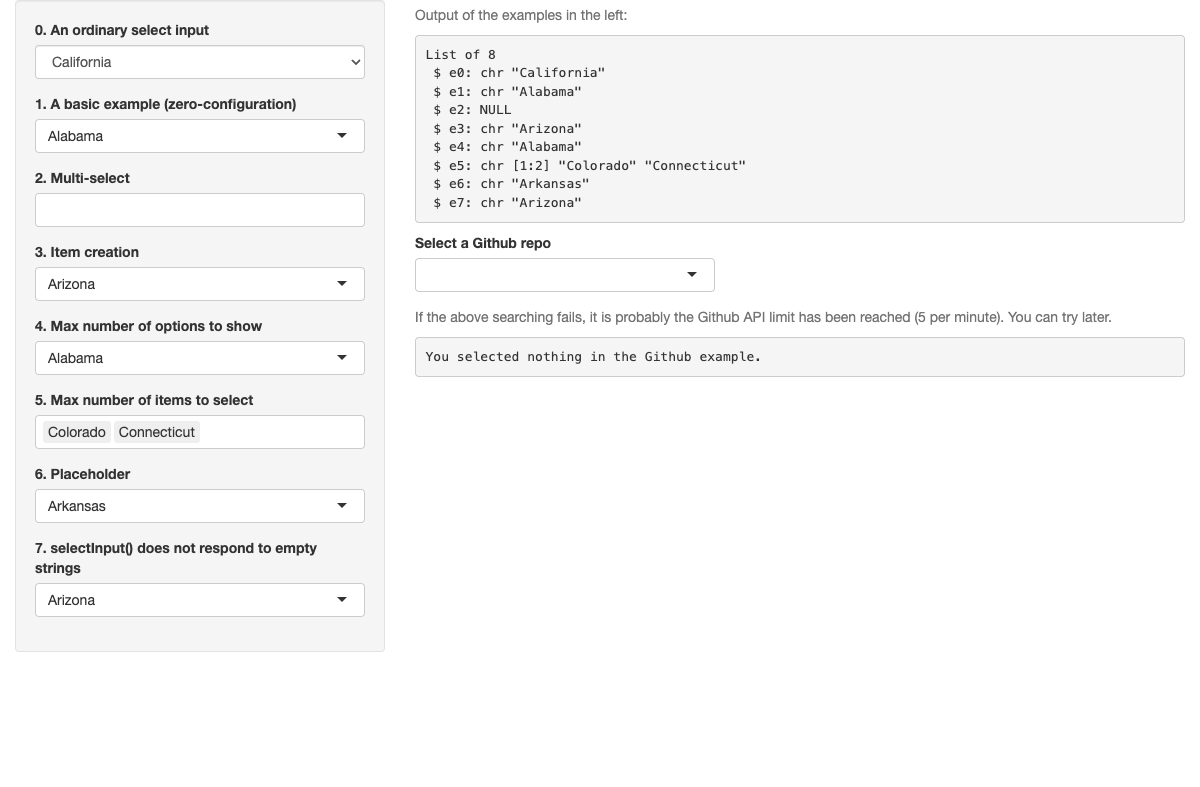 0. An ordinary select input
California
1. A basic example (zero-configuration)
Alabama
2. Multi-select
3. Item creation
Arizona
4. Max number of options to show
Alabama
5. Max number of items to select
Colorado Connecticut
6. Placeholder
Arkansas
7. selectInput() does not respond to empty
strings
Arizona
Output of the examples in the left:
List of 8
 $ e0: chr "California"
 $ e1: chr "Alabama"
 $ e2: NULL
 $ e3: chr "Arizona"
 $ e4: chr "Alabama"
 $ e5: chr [1:2] "Colorado" "Connecticut"
 $ e6: chr "Arkansas"
 $ e7: chr "Arizona"
Select a Github repo
If the above searching fails, it is probably the Github API limit has been reached (5 per minute). You can try later.
You selected nothing in the Github example.